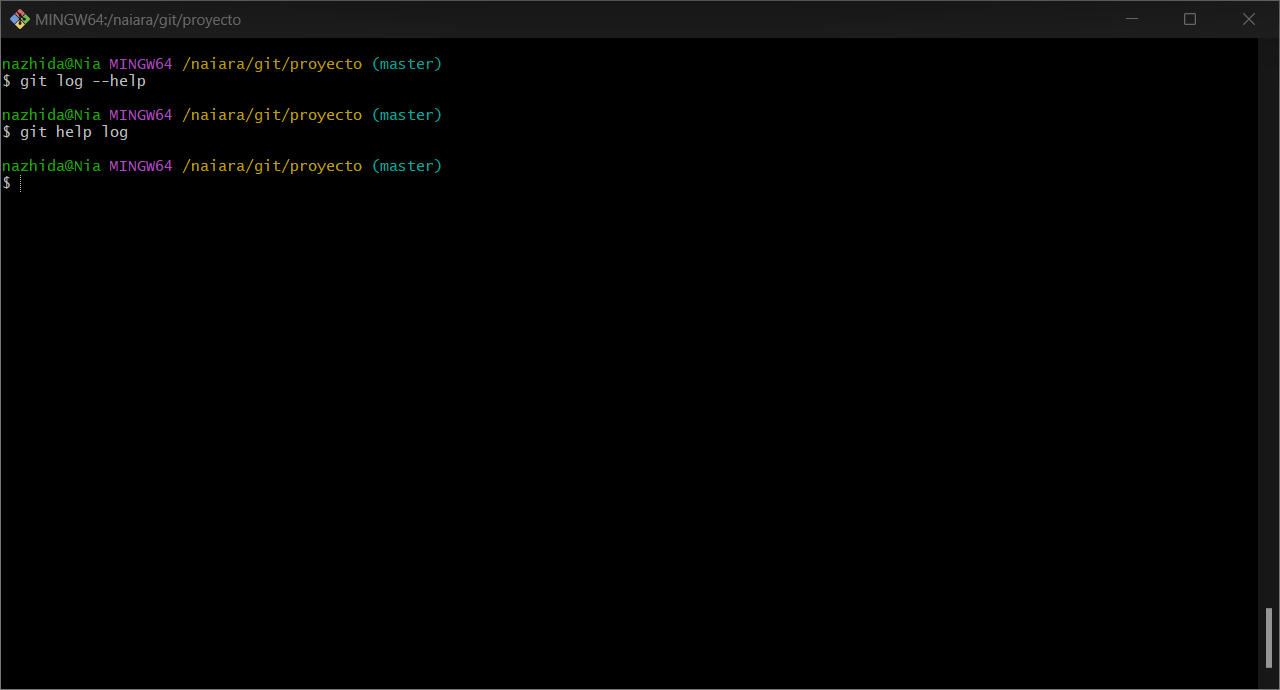 MINGW64:/naiara/git/proyecto
nazhida@Nia MINGW64 /naiara/git/proyecto (master)
$ git log --help
nazhida@Nia MINGW64 /naiara/git/proyecto (master)
$ git help log
nazhida@Nia MINGW64 /naiara/git/proyecto (master)
$